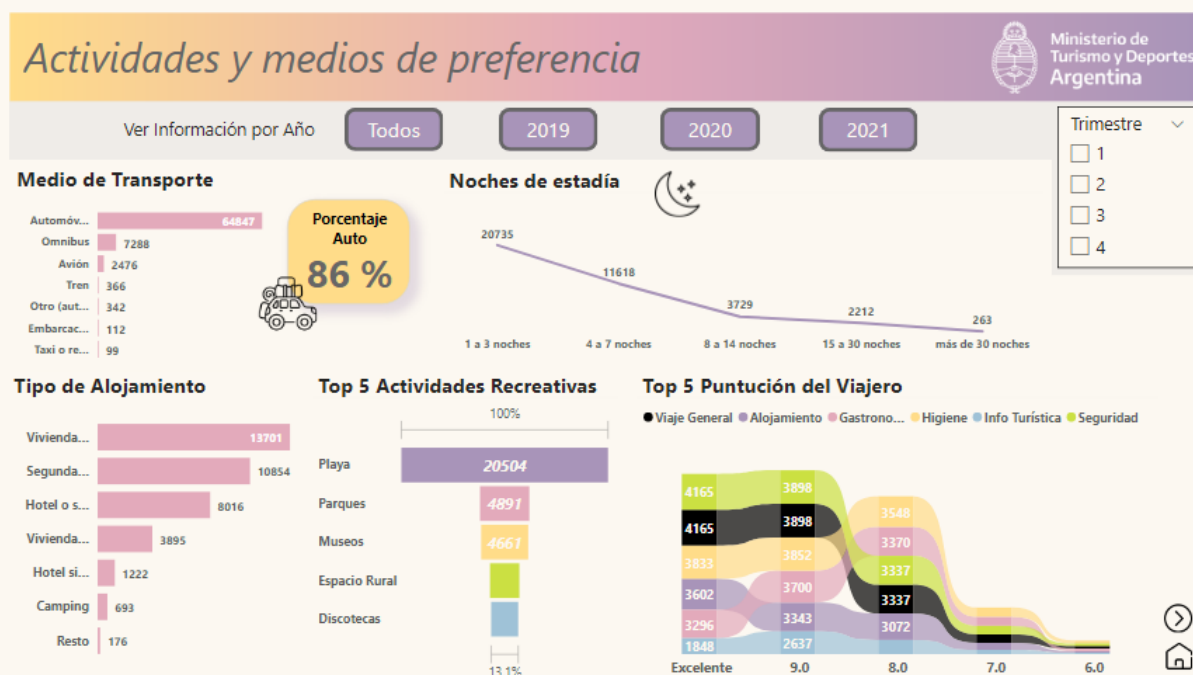 Actividades y medios de preferencia
Ministerio de
Turismo y Deportes
Argentina
Ver Información por Año
Todos
2019
2020
2021
Trimestre
1
2
3
4
Medio de Transporte
Automóv... 64847
Omnibus 7288
Avión 2476
Tren 366
Otro (aut... 342
Embarcac... 112
Taxi o re... 99
Porcentaje
Auto
86 %
Noches de estadía
20735
11618
3729
2212
263
1 a 3 noches 4 a 7 noches 8 a 14 noches 15 a 30 noches más de 30 noches
Tipo de Alojamiento
Vivienda... 13701
Segunda... 10854
Hotel o s... 8016
Vivienda... 3895
Hotel si... 1222
Camping 693
Resto 176
Top 5 Actividades Recreativas
100%
Playa 20504
Parques 4891
Museos 4661
Espacio Rural
Discotecas
13.1%
Top 5 Puntución del Viajero
Viaje General Alojamiento Gastrono... Higiene Info Turística Seguridad
4165 3898 3548
4165 3898 3370
3833 3852 3337
3602 3700 3337
3296 3343 3072
1848 2637
Excelente 9.0 8.0 7.0 6.0